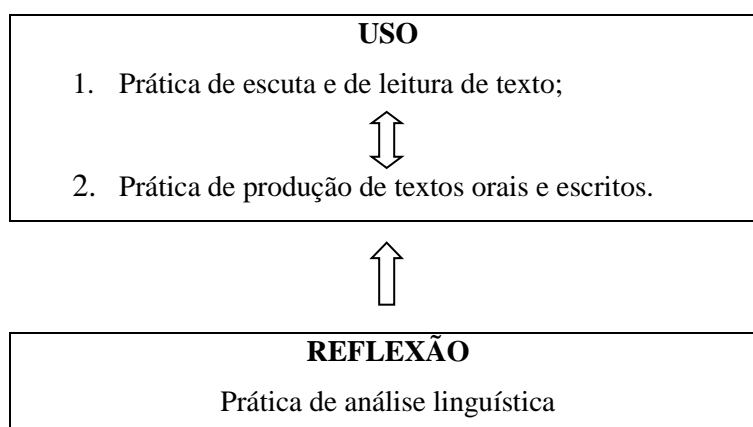 USO
1. Prática de escuta e de leitura de texto;
2. Prática de produção de textos orais e escritos.
REFLEXÃO
Prática de análise linguística